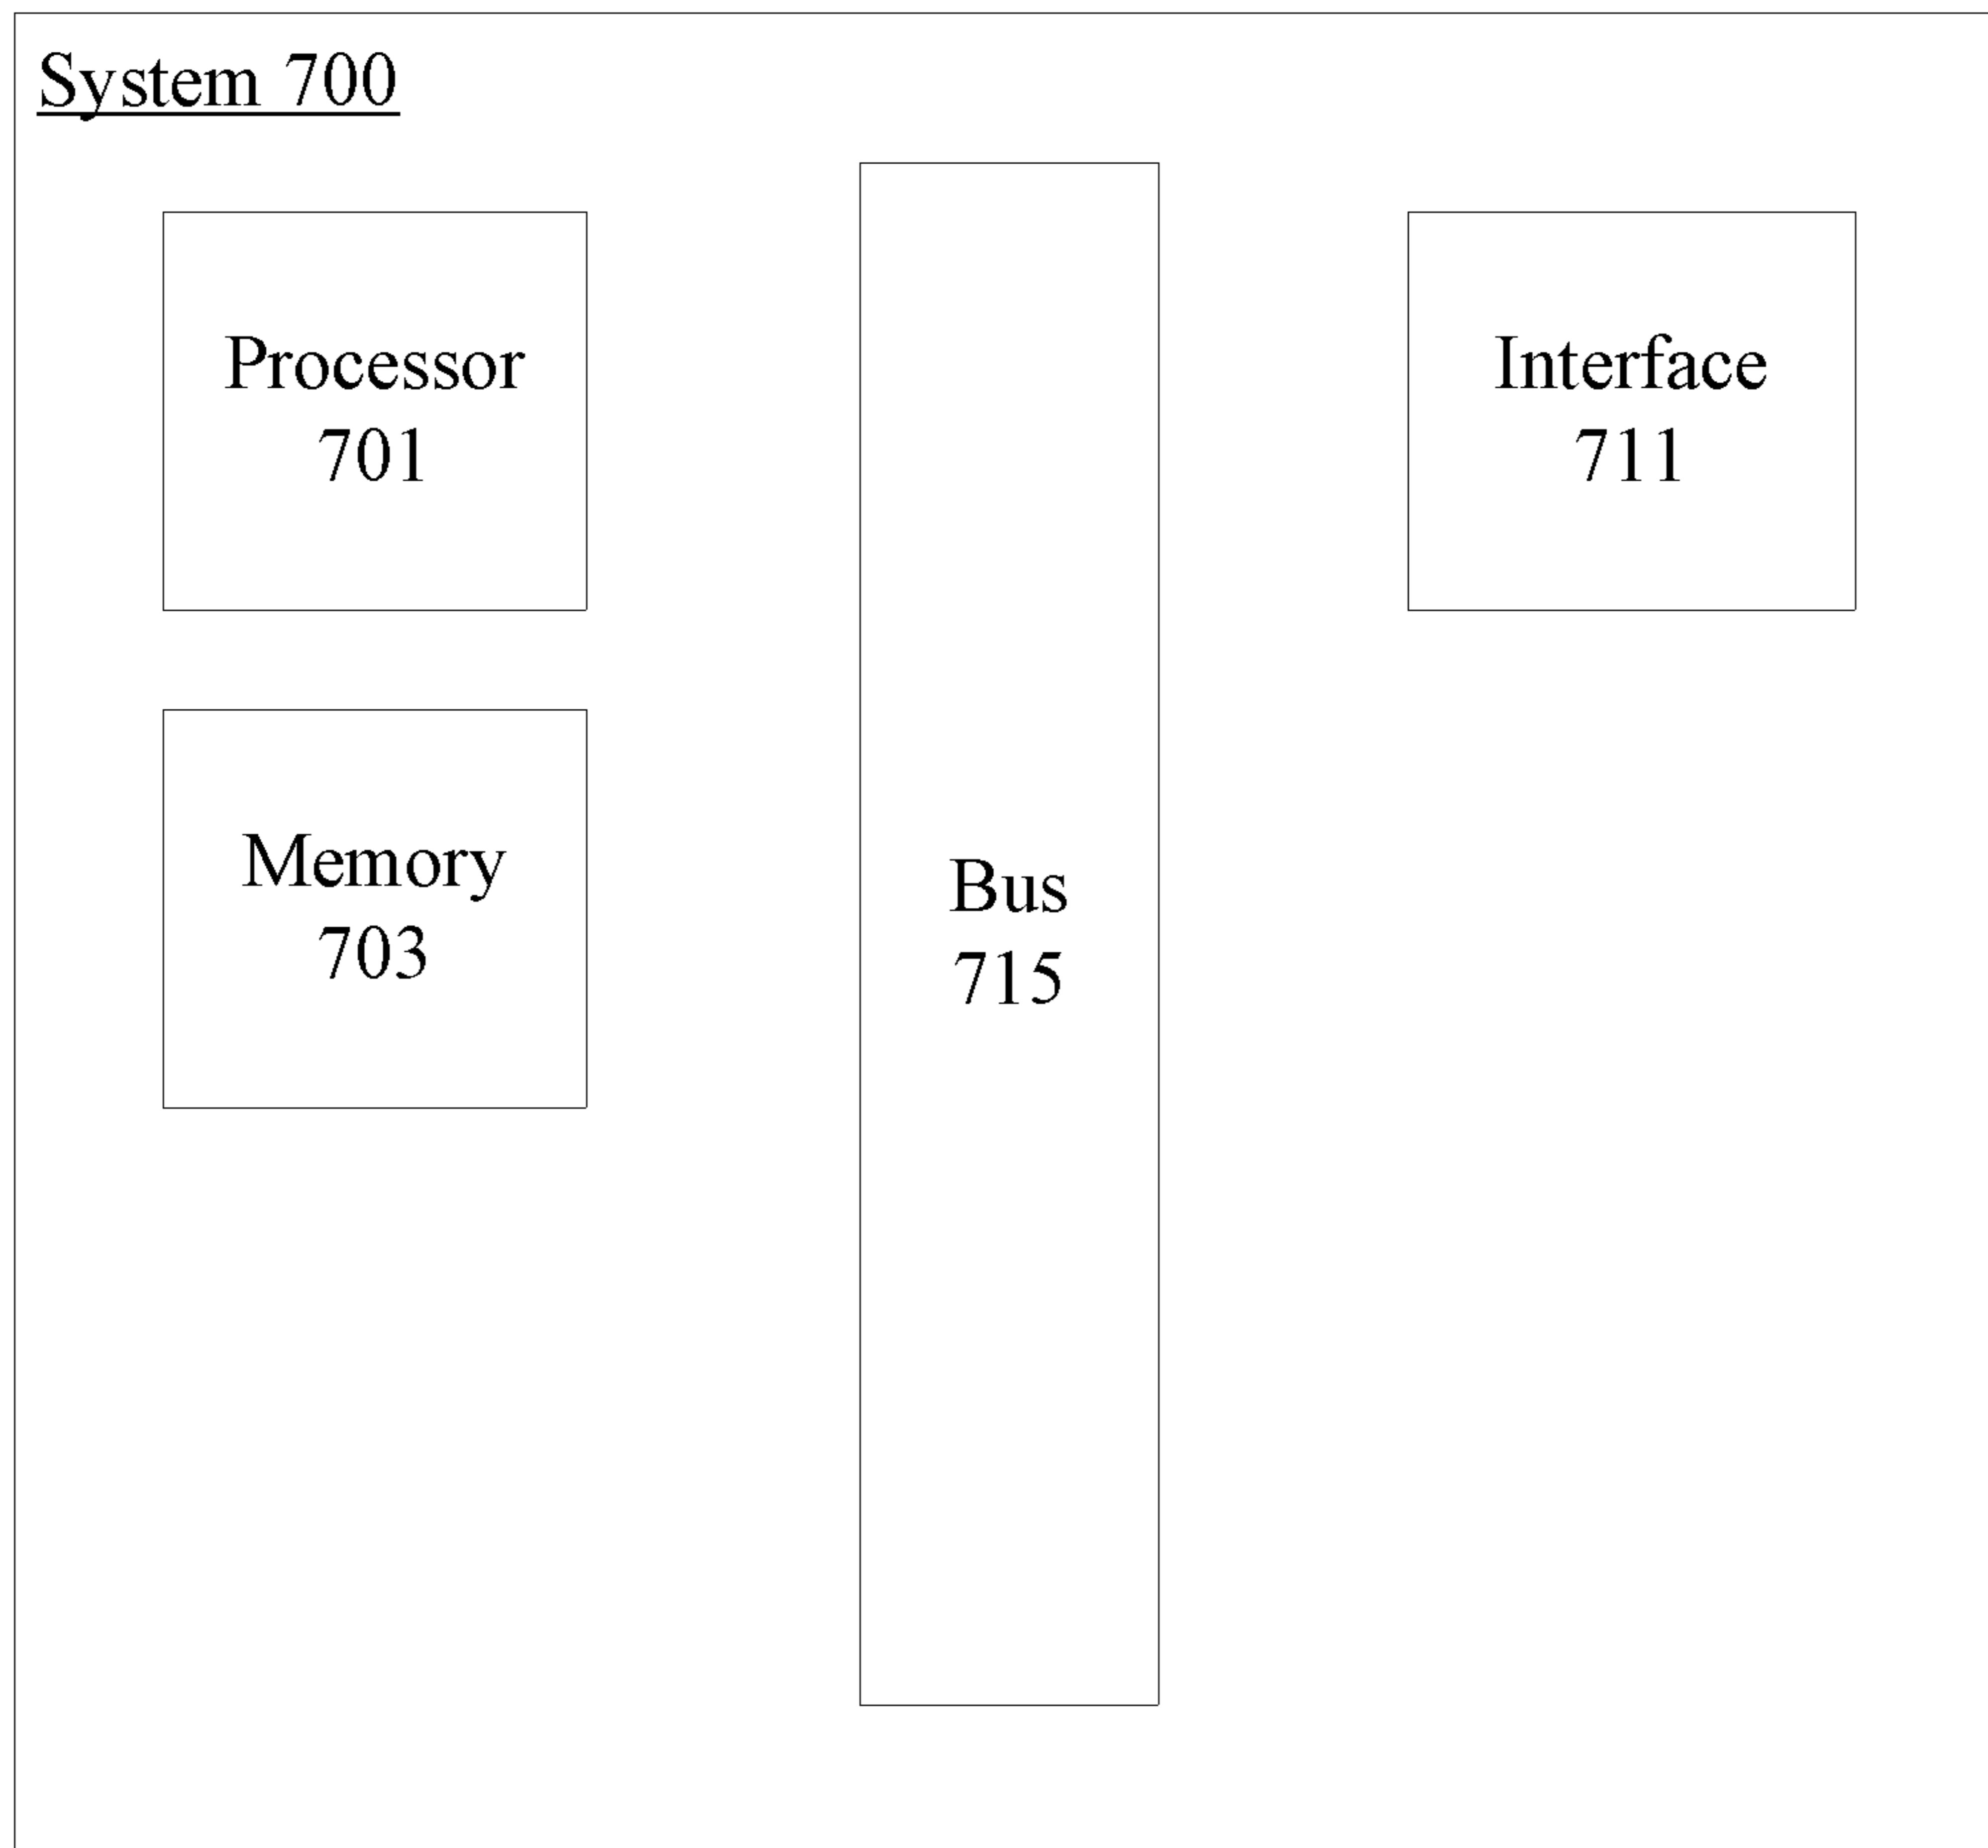 System 700
Processor
701
Interface
711
Memory
703
Bus
715